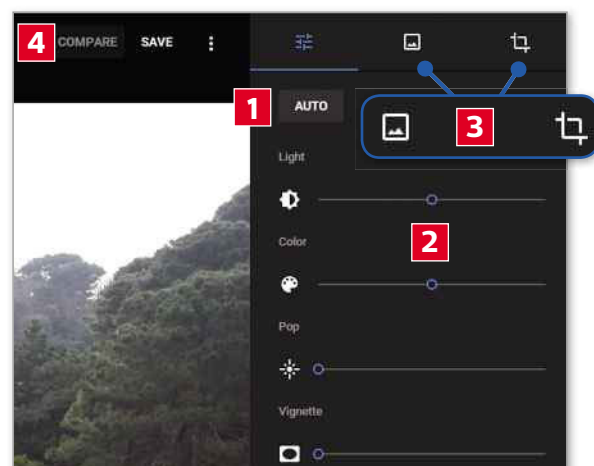 4 COMPARE SAVE
1 AUTO
3
Light
2
Color
Pop
Vignette